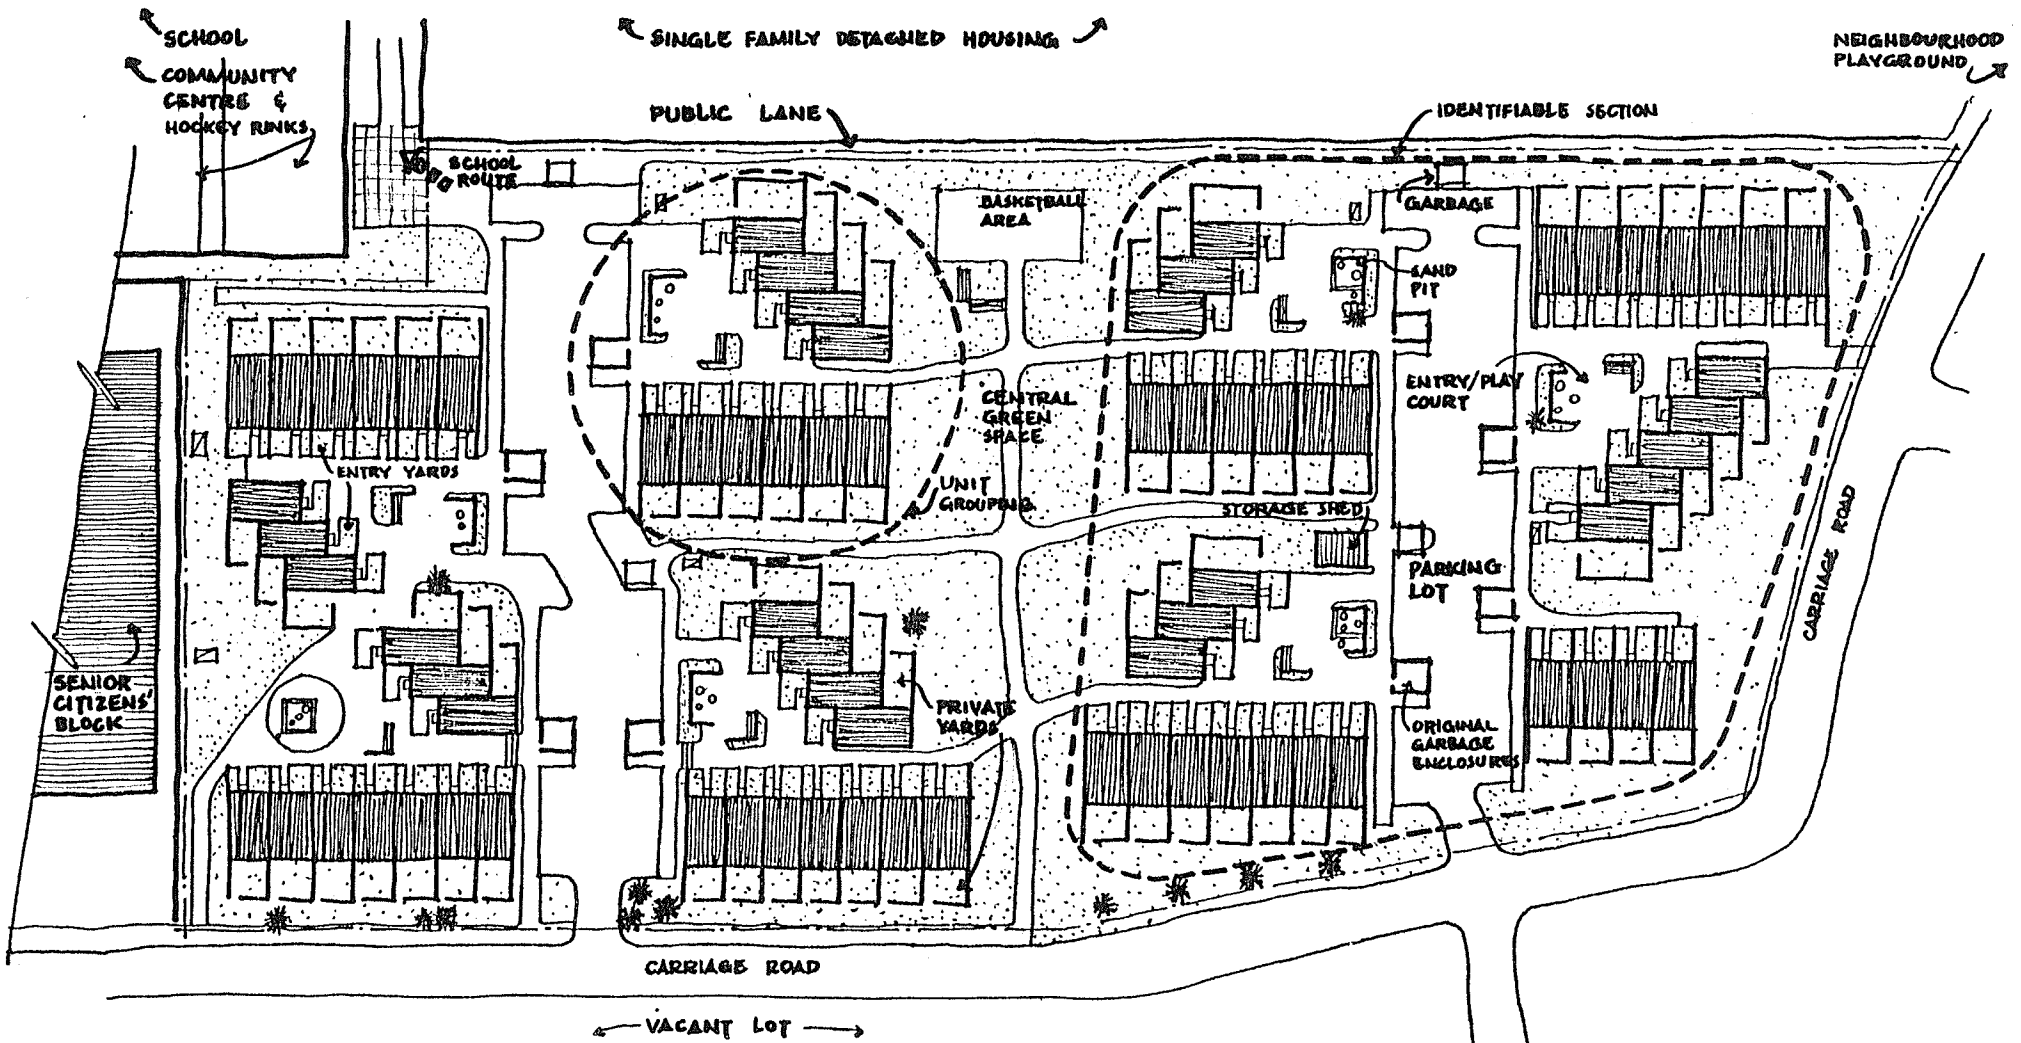 SCHOOL
COMMUNITY
CENTRE &
HOCKEY RINKS
SINGLE FAMILY DETACHED HOUSING
NEIGHBOURHOOD
PLAYGROUND
PUBLIC LANE
IDENTIFIABLE SECTION
SCHOOL
ROUTE
BASKETBALL
AREA
GARBAGE
SAND
PIT
ENTRY/PLAY
COURT
CENTRAL
GREEN
SPACE
ENTRY YARDS
UNIT
GROUPING
STORAGE SHED
PARKING
LOT
CARRIAGE ROAD
SENIOR
CITIZENS'
BLOCK
PRIVATE
YARDS
ORIGINAL
GARBAGE
ENCLOSURES
CARRIAGE ROAD
VACANT LOT